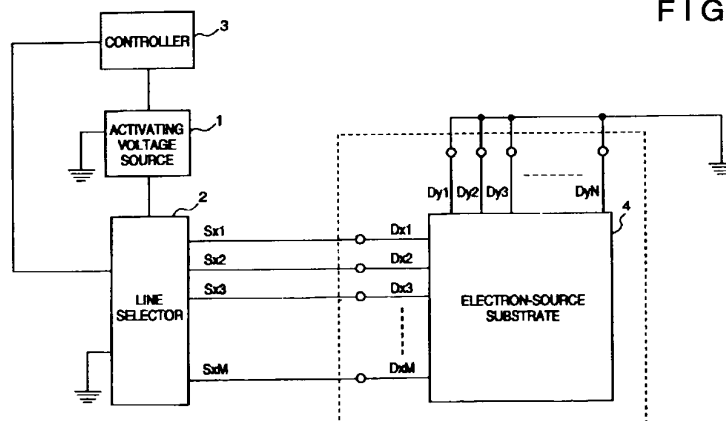 FIG
3
CONTROLLER
1
ACTIVATING
VOLTAGE
SOURCE
2
LINE
SELECTOR
Sx1
Sx2
Sx3
SxM
Dx1
Dx2
Dx3
DxM
Dy1 Dy2 Dy3 DyN
4
ELECTRON-SOURCE
SUBSTRATE